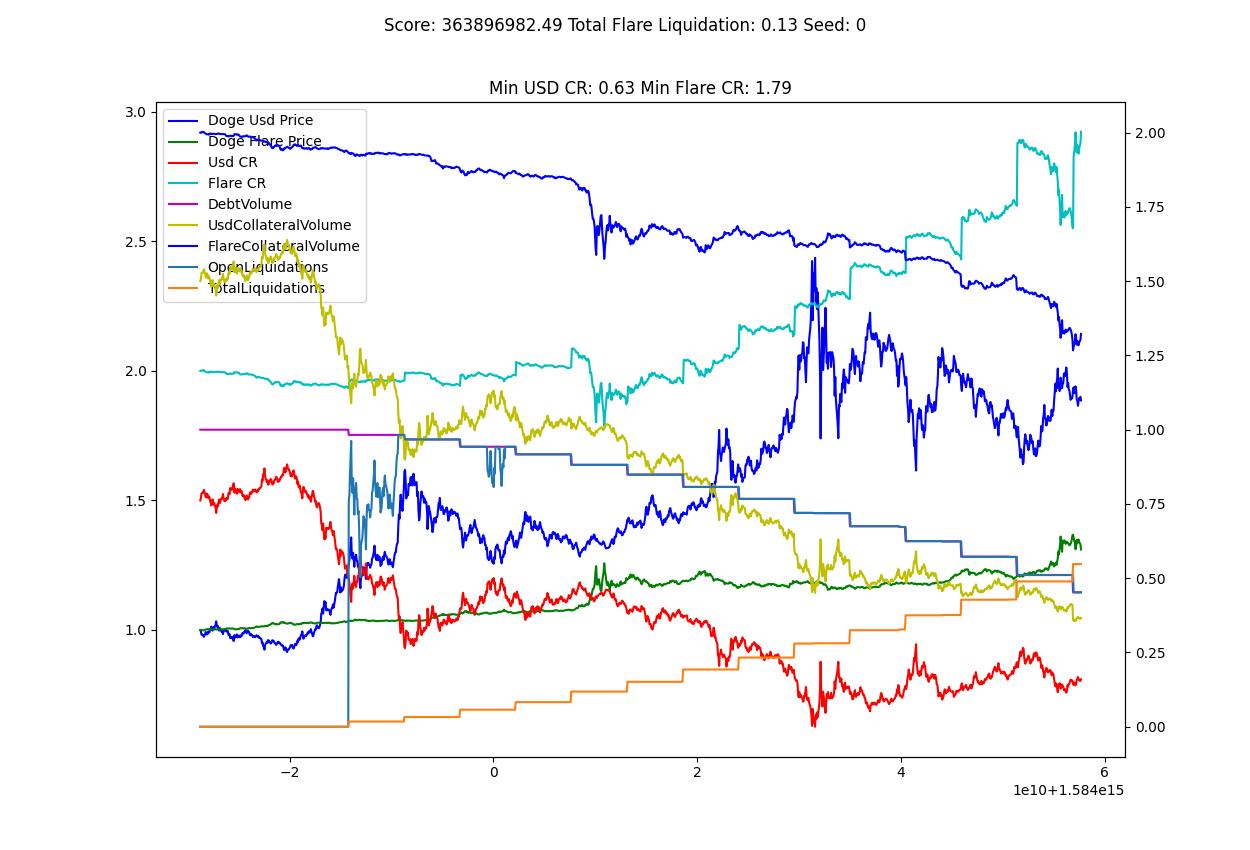 Score: 363896982.49 Total Flare Liquidation: 0.13 Seed: 0
Min USD CR: 0.63 Min Flare CR: 1.79
3.0
2.5
2.0
1.5
1.0
Doge Usd Price
Doge Flare Price
Usd CR
Flare CR
DebtVolume
UsdCollateralVolume
FlareCollateralVolume
OpenLiquidations
TotalLiquidations
2.00
1.75
1.50
1.25
1.00
0.75
0.50
0.25
0.00
−2 0 2 4 6
1e10+1.584e15